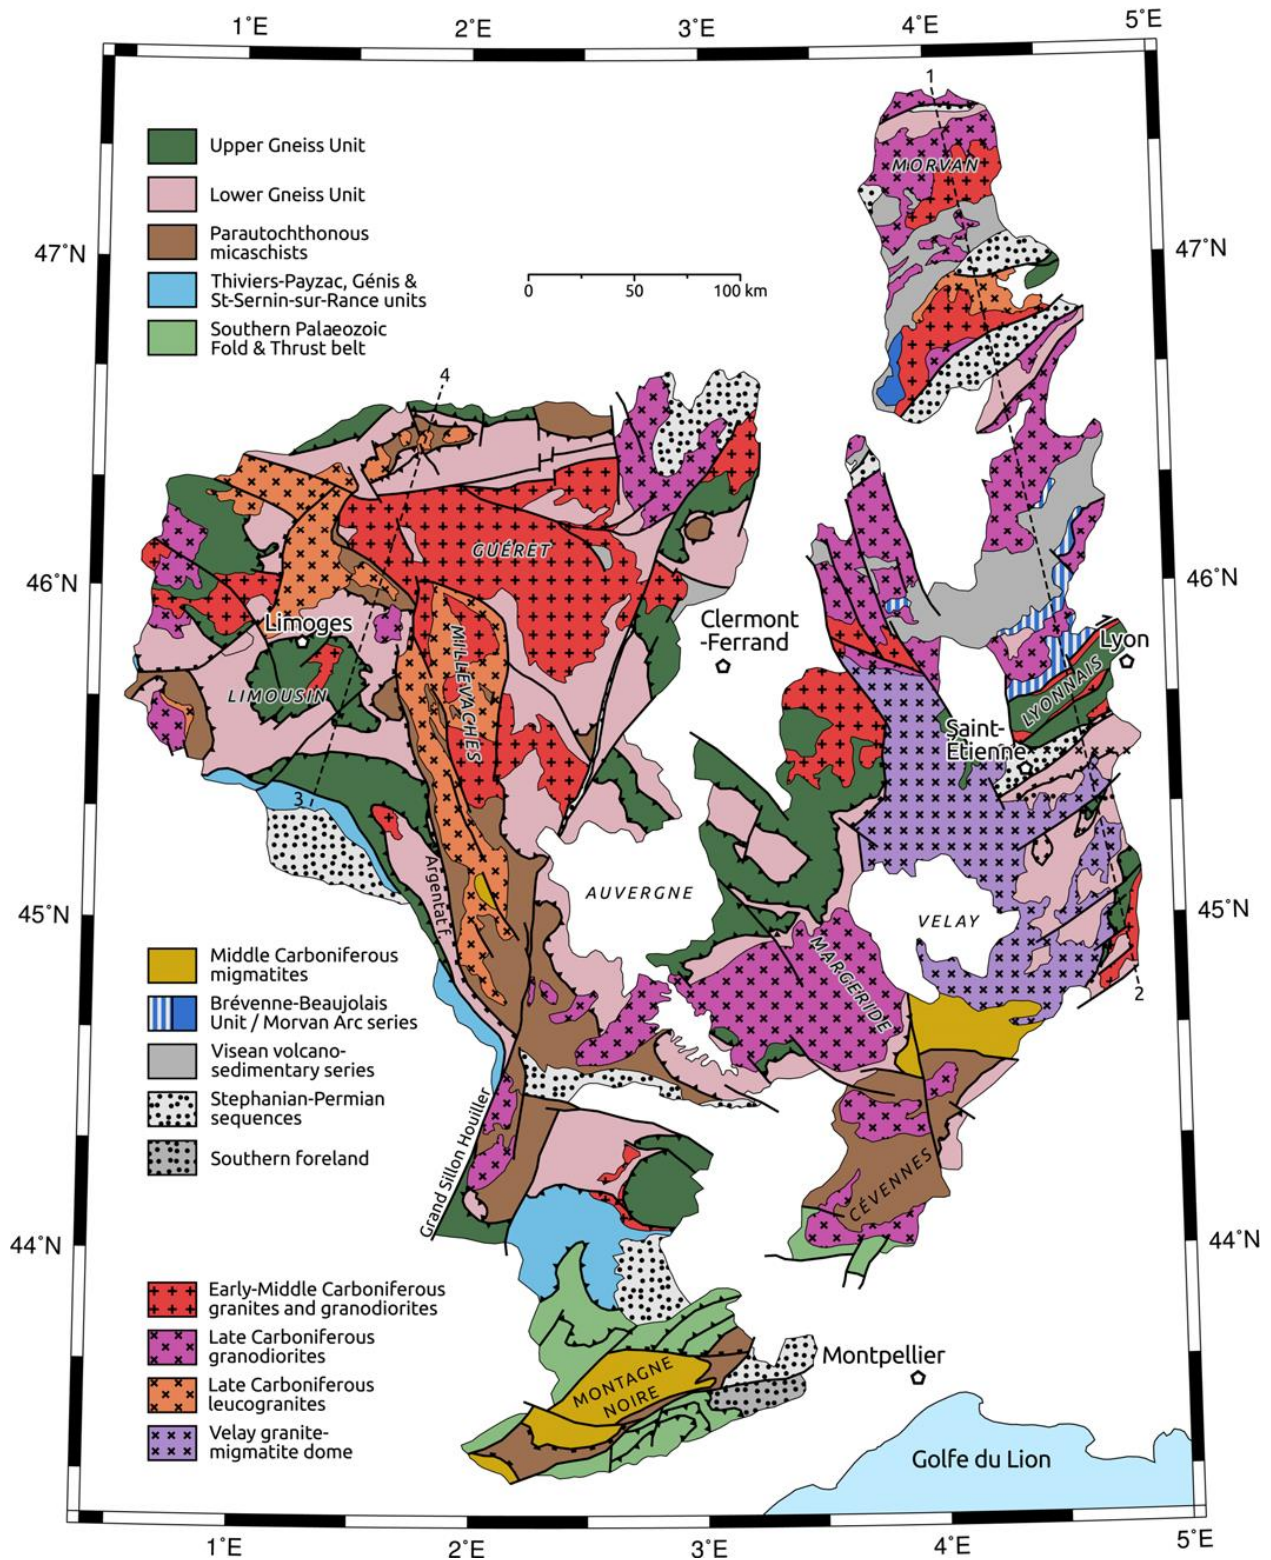 1°E 2°E 3°E 4°E 5°E
1
MORVAN
Upper Gneiss Unit
Lower Gneiss Unit
Parautochthonous
micaschists
Thiviers-Payzac, Génis &
St-Sernin-sur-Rance units
Southern Palaeozoic
Fold & Thrust belt
47°N
47°N
0 50 100 km
4
GUÉRET
46°N
46°N
Limoges
Clermont
-Ferrand
Lyon
MILLEVACHES
LIMOUSIN
LYONNAIS
Saint-
Etienne
3
Argentat f.
AUVERGNE
VELAY
45°N
45°N
MARGERIDE
2
Middle Carboniferous
migmatites
Brévenne-Beaujolais
Unit / Morvan Arc series
Visean volcano-
sedimentary series
Stephanian-Permian
sequences
Southern foreland
Grand Sillon Houiller
CÉVENNES
44°N
44°N
Early-Middle Carboniferous
granites and granodiorites
Late Carboniferous
granodiorites
Late Carboniferous
leucogranites
Velay granite-
migmatite dome
MONTAGNE
NOIRE
Montpellier
Golfe du Lion
1°E 2°E 3°E 4°E 5°E